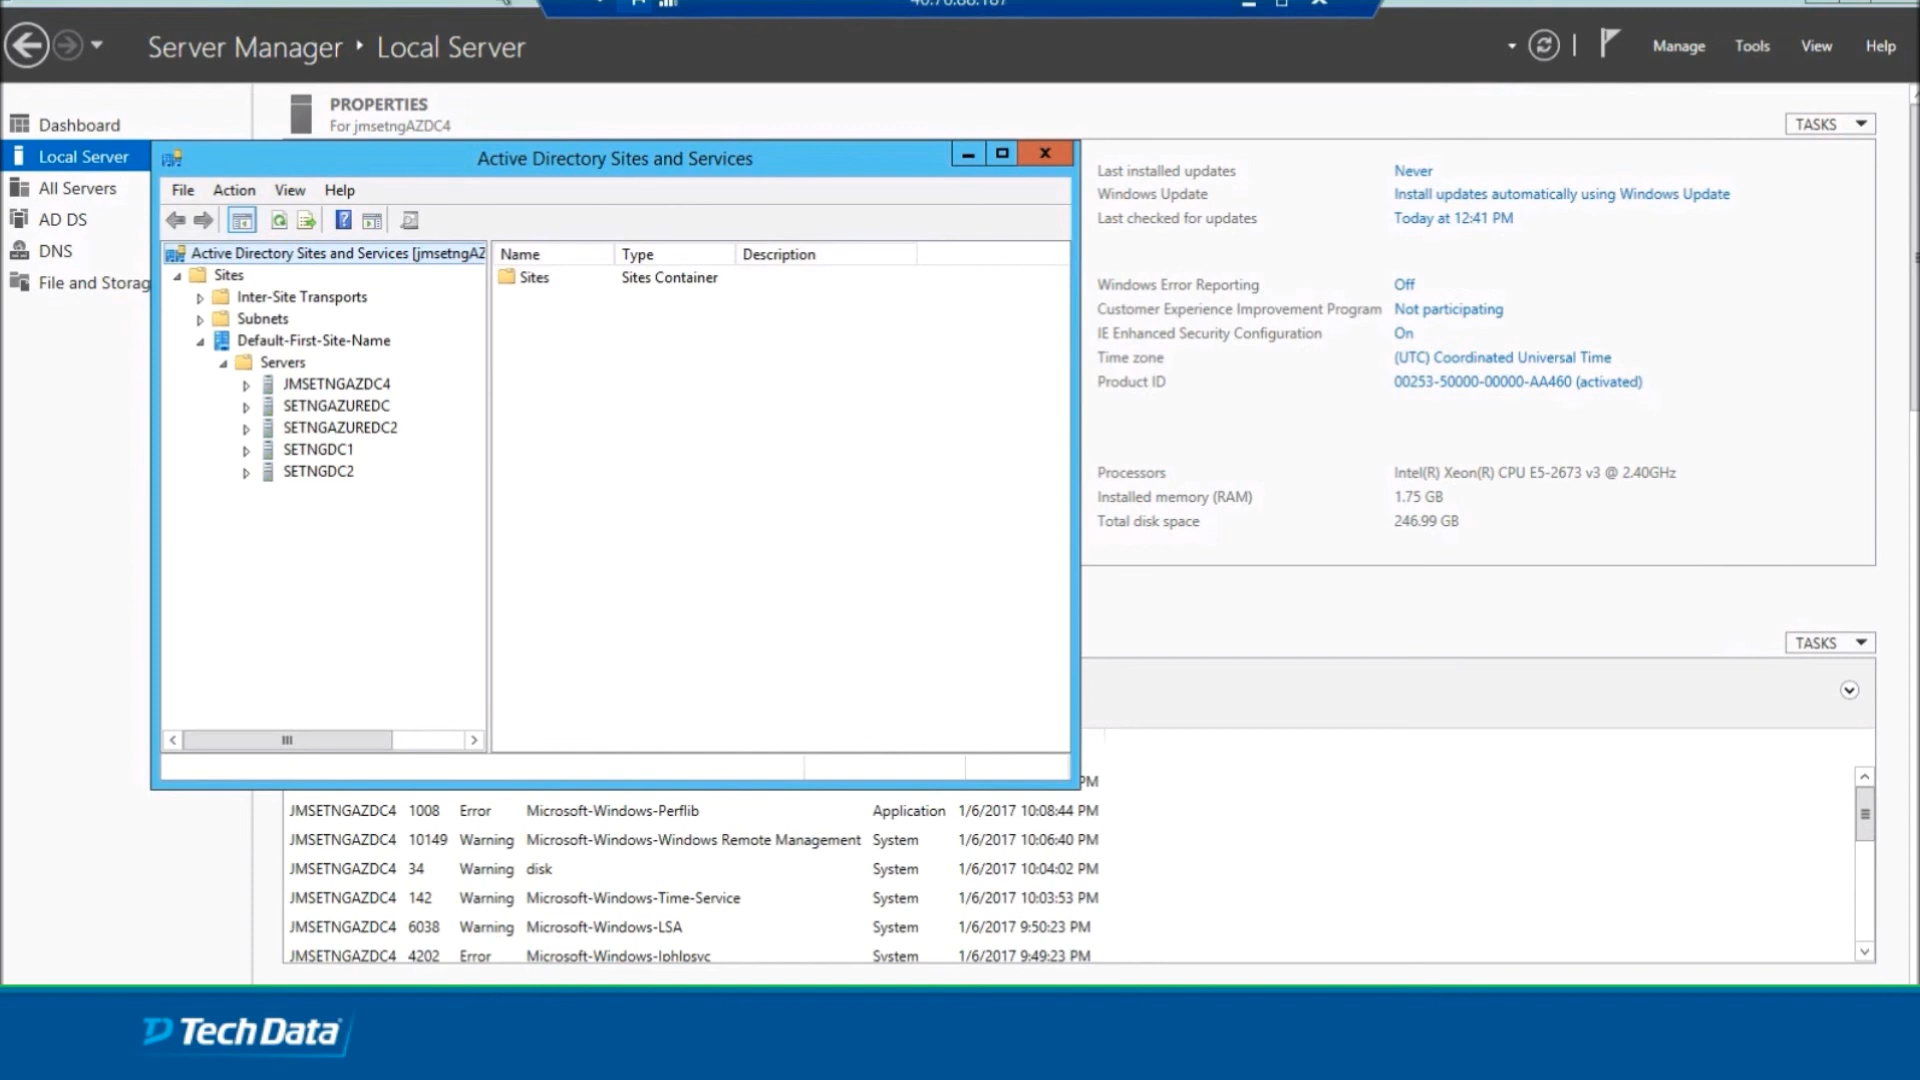 Server Manager ‣ Local Server
Manage Tools View Help
Dashboard
Local Server
All Servers
AD DS
DNS
File and Storag
PROPERTIES
For jmsetngAZDC4
TASKS
Active Directory Sites and Services
File Action View Help
Active Directory Sites and Services [jmsetngAZ
Sites
Inter-Site Transports
Subnets
Default-First-Site-Name
Servers
JMSETNGAZDC4
SETNGAZUREDC
SETNGAZUREDC2
SETNGDC1
SETNGDC2
Name Type Description
Sites Sites Container
Last installed updates Never
Windows Update Install updates automatically using Windows Update
Last checked for updates Today at 12:41 PM
Windows Error Reporting Off
Customer Experience Improvement Program Not participating
IE Enhanced Security Configuration On
Time zone (UTC) Coordinated Universal Time
Product ID 00253-50000-00000-AA460 (activated)
Processors Intel(R) Xeon(R) CPU E5-2673 v3 @ 2.40GHz
Installed memory (RAM) 1.75 GB
Total disk space 246.99 GB
TASKS
PM
JMSETNGAZDC4 1008 Error Microsoft-Windows-Perflib Application 1/6/2017 10:08:44 PM
JMSETNGAZDC4 10149 Warning Microsoft-Windows-Windows Remote Management System 1/6/2017 10:06:40 PM
JMSETNGAZDC4 34 Warning disk System 1/6/2017 10:04:02 PM
JMSETNGAZDC4 142 Warning Microsoft-Windows-Time-Service System 1/6/2017 10:03:53 PM
JMSETNGAZDC4 6038 Warning Microsoft-Windows-LSA System 1/6/2017 9:50:23 PM
JMSETNGAZDC4 4202 Error Microsoft-Windows-Iphlpsvc System 1/6/2017 9:49:23 PM
Tech Data